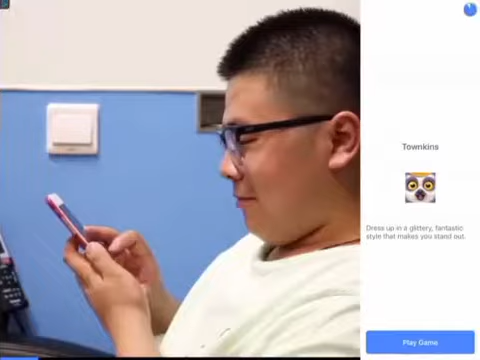 Townkins
Dress up in a glittery, fantastic
style that makes you stand out.
Play Game